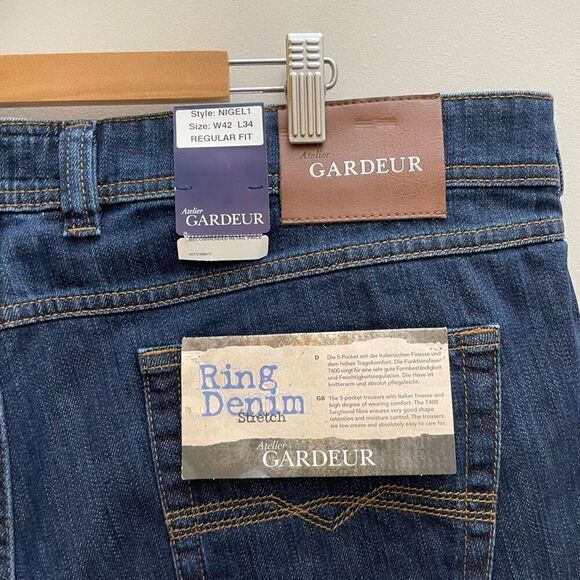 Style: NIGEL1
Size: W42 L34
REGULAR FIT
Atelier
GARDEUR
RECOMMENDED RETAIL PRICE
Atelier
GARDEUR
Ring
Denim
Stretch
D Die 5-Pocket mit der italienischen Finesse und
dem hohen Tragekomfort. Die Funktionsfaser
T400 sorgt für eine sehr gute Formbeständigkeit
und Feuchtigkeitsregulation. Die Hose ist
knitterarm und absolut pflegeleicht.
GB The 5-pocket trousers with Italian finesse and
high degree of wearing comfort. The T400
functional fibre ensures very good shape
retention and moisture control. The trousers
are low-crease and absolutely easy to care for.
Atelier
GARDEUR